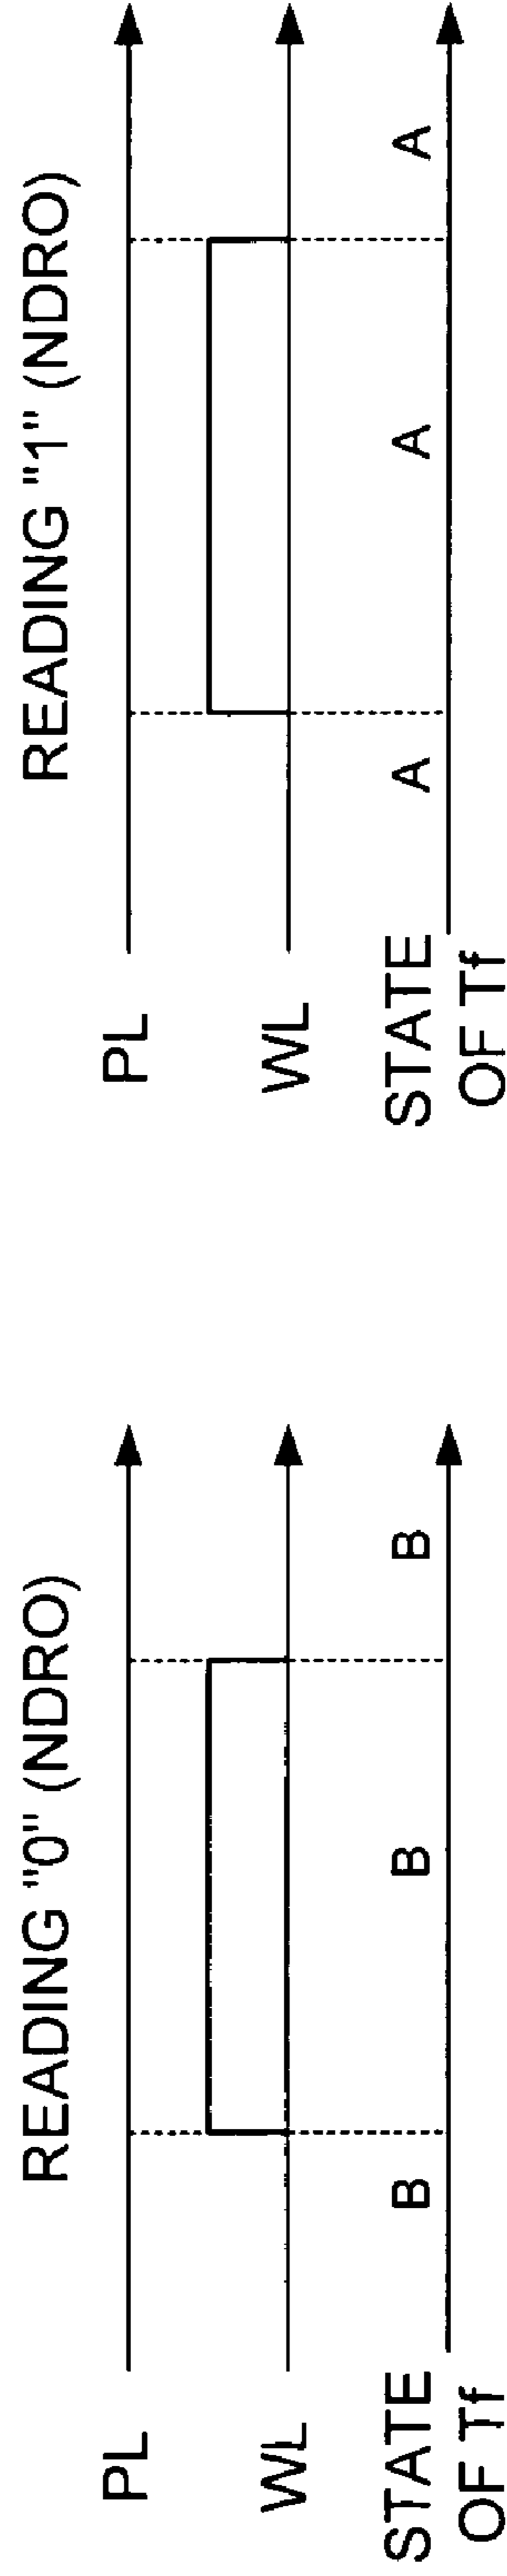 READING "0" (NDRO)
PL
WL
B
B
B
STATE
OF Tf
READING "1" (NDRO)
PL
WL
A
A
A
STATE
OF Tf